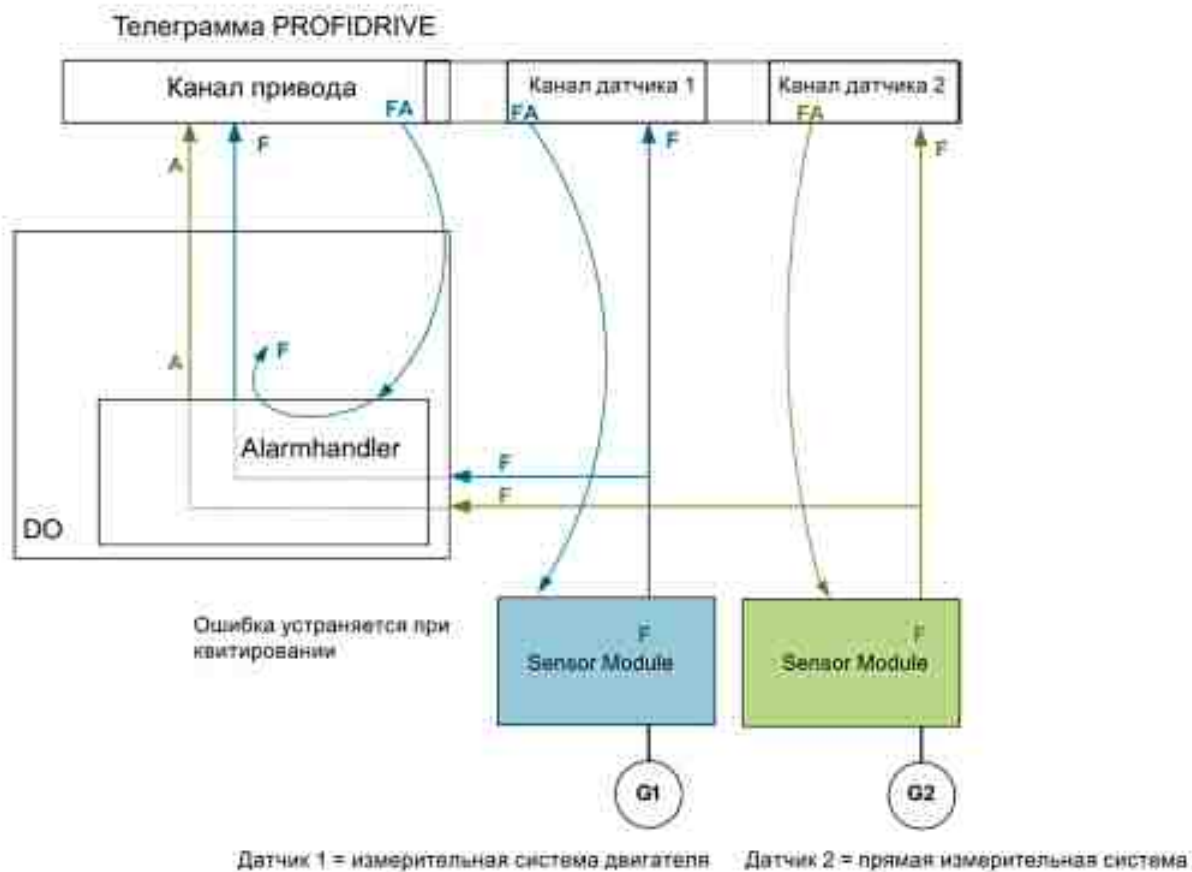 Телеграмма PROFIDRIVE
Канал привода
Канал датчика 1
Канал датчика 2
FA
FA
FA
A
F
F
F
A
F
Alarmhandler
F
F
DO
Ошибка устраняется при
квитировании
F
Sensor Module
F
Sensor Module
G1
G2
Датчик 1 = измерительная система двигателя
Датчик 2 = прямая измерительная система